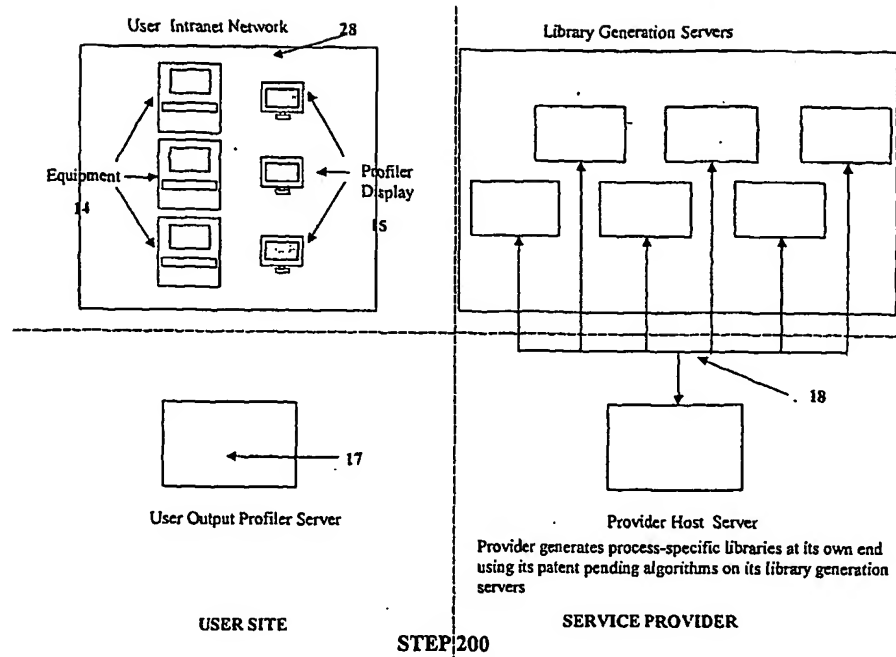 User Intranet Network
28
Library Generation Servers
Equipment
14
Profiler
Display
15
18
17
User Output Profiler Server
Provider Host Server
Provider generates process-specific libraries at its own end
using its patent pending algorithms on its library generation
servers
USER SITE
SERVICE PROVIDER
STEP 200